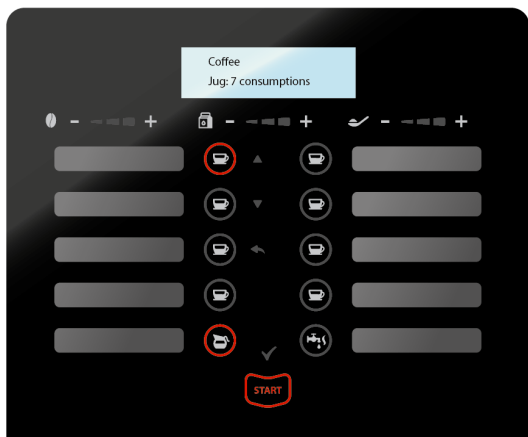 Coffee
Jug: 7 consumptions
- + - + - +
START